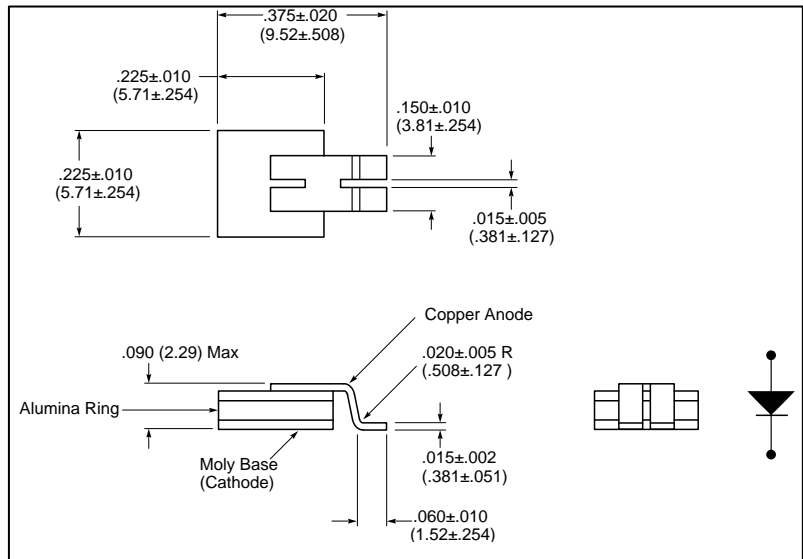 .375±.020
(9.52±.508)
.225±.010
(5.71±.254)
.150±.010
(3.81±.254)
.225±.010
(5.71±.254)
.015±.005
(.381±.127)
Copper Anode
.090 (2.29) Max
.020±.005 R
(.508±.127 )
Alumina Ring
Moly Base
(Cathode)
.015±.002
(.381±.051)
.060±.010
(1.52±.254)